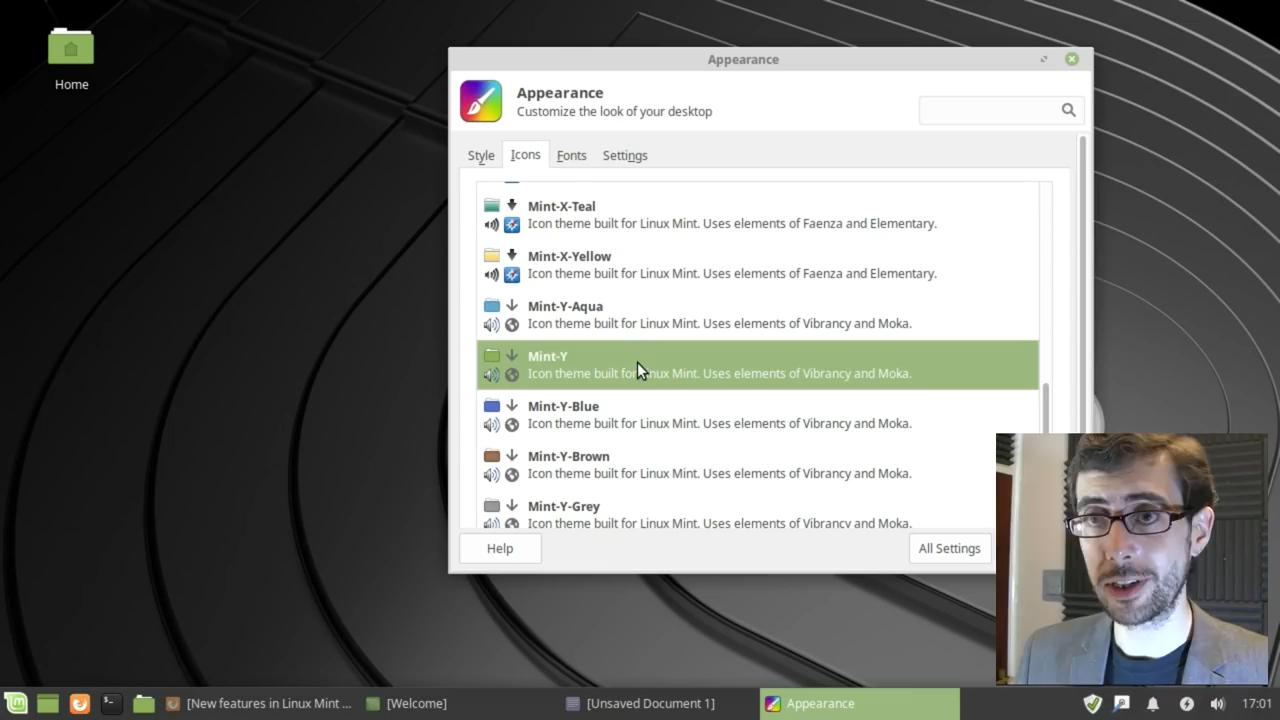 Home
Appearance
Appearance
Customize the look of your desktop
Style Icons Fonts Settings
Mint-X-Teal
Icon theme built for Linux Mint. Uses elements of Faenza and Elementary.
Mint-X-Yellow
Icon theme built for Linux Mint. Uses elements of Faenza and Elementary.
Mint-Y-Aqua
Icon theme built for Linux Mint. Uses elements of Vibrancy and Moka.
Mint-Y
Icon theme built for Linux Mint. Uses elements of Vibrancy and Moka.
Mint-Y-Blue
Icon theme built for Linux Mint. Uses elements of Vibrancy and Moka.
Mint-Y-Brown
Icon theme built for Linux Mint. Uses elements of Vibrancy and Moka.
Mint-Y-Grey
Icon theme built for Linux Mint. Uses elements of Vibrancy and Moka.
Help All Settings
[New features in Linux Mint ... [Welcome] [Unsaved Document 1] Appearance 17:01